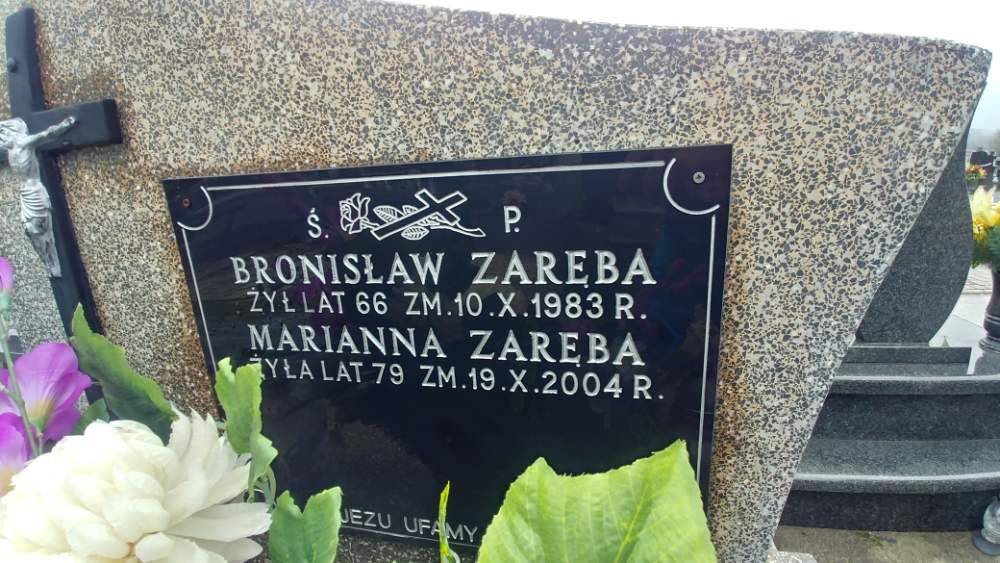 Ś. P.
BRONISŁAW ZARĘBA
ŻYŁ LAT 66 ZM.10.X.1983 R.
MARIANNA ZARĘBA
ŻYŁA LAT 79 ZM.19.X.2004 R.
JEZU UFAMY